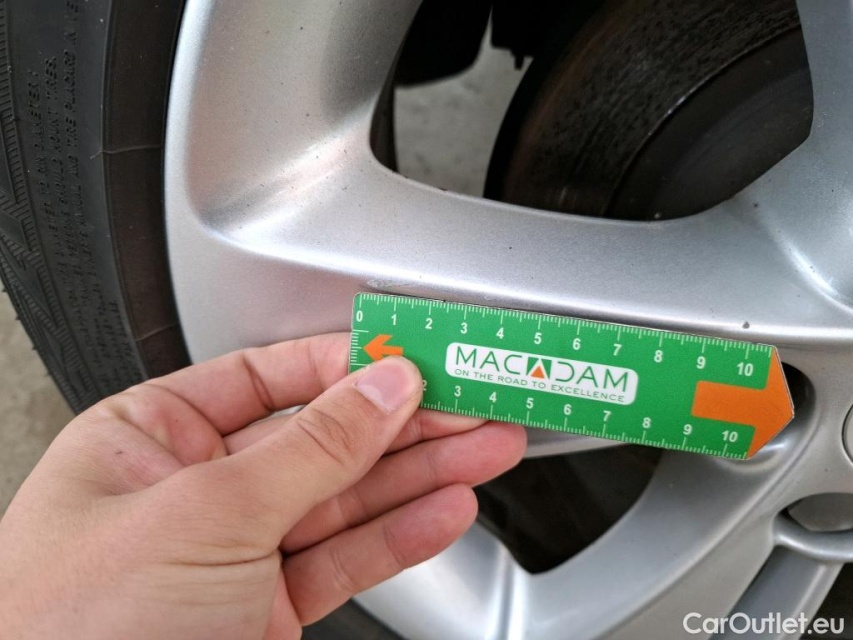 0 1 2 3 4 5 6 7 8 9 10
MACADAM
ON THE ROAD TO EXCELLENCE
2 3 4 5 6 7 8 9 10
CarOutlet.eu